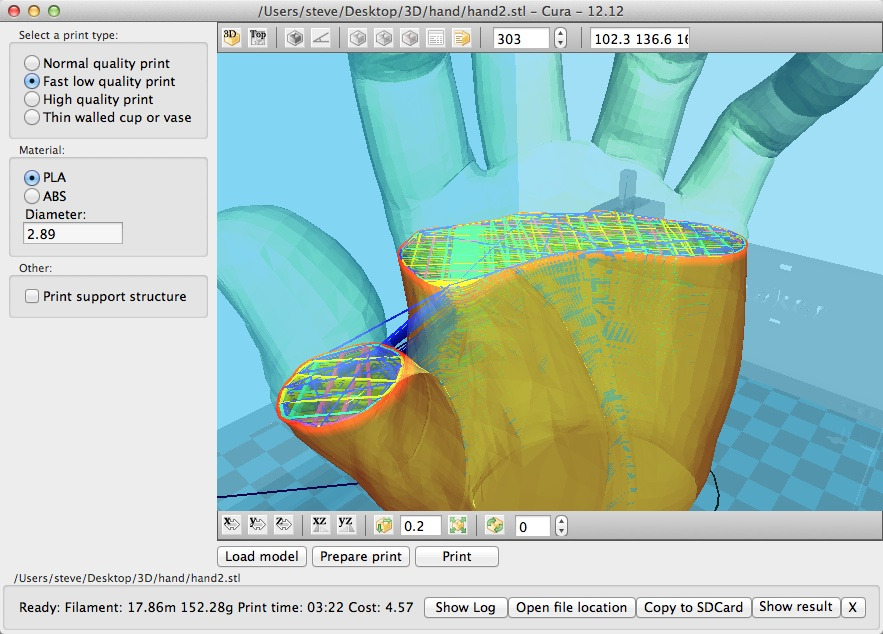 /Users/steve/Desktop/3D/hand/hand2.stl - Cura - 12.12
Select a print type:
Normal quality print
Fast low quality print
High quality print
Thin walled cup or vase
Material:
PLA
ABS
Diameter:
2.89
Other:
Print support structure
3D Top 303 102.3 136.6 16
x y z xz yz 0.2 0
Load model Prepare print Print
/Users/steve/Desktop/3D/hand/hand2.stl
Ready: Filament: 17.86m 152.28g Print time: 03:22 Cost: 4.57 Show Log Open file location Copy to SDCard Show result X